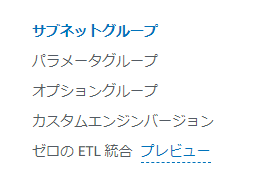 サブネットグループ
パラメータグループ
オプショングループ
カスタムエンジンバージョン
ゼロの ETL 統合 プレビュー